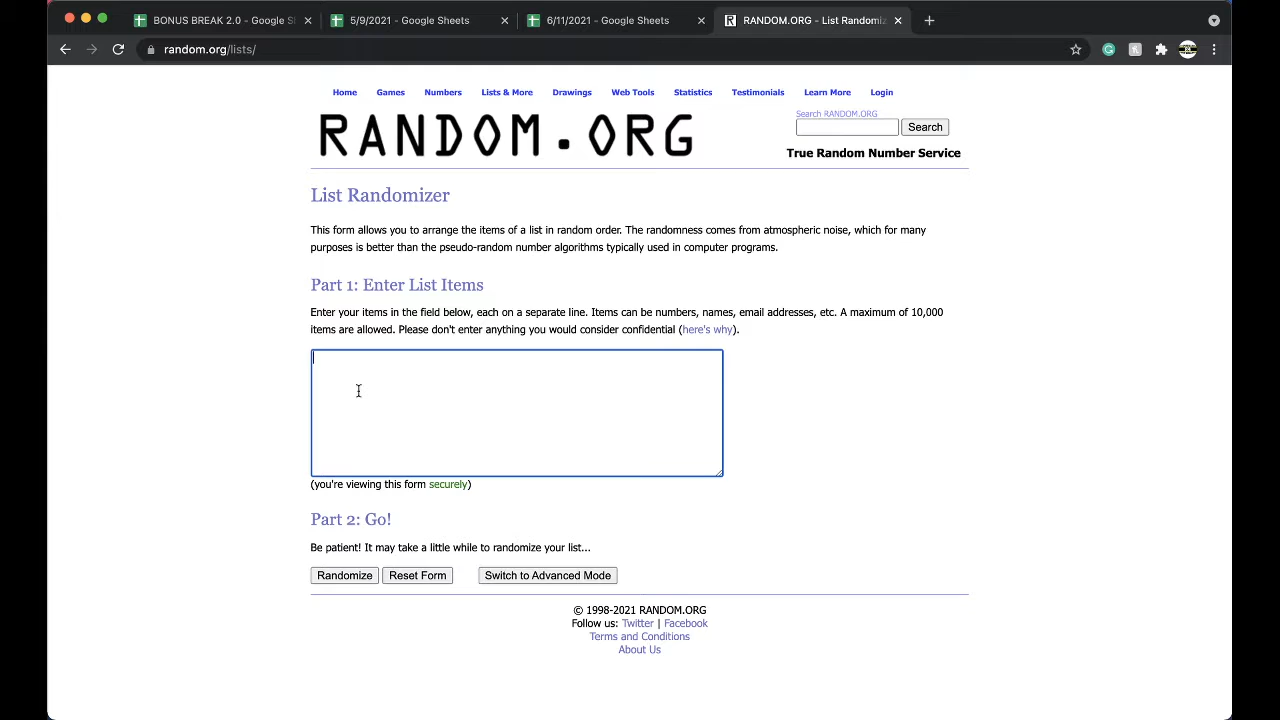 BONUS BREAK 2.0 - Google Sh
5/9/2021 - Google Sheets
6/11/2021 - Google Sheets
RANDOM.ORG - List Randomiz
random.org/lists/
Home Games Numbers Lists & More Drawings Web Tools Statistics Testimonials Learn More Login
RANDOM.ORG
Search RANDOM.ORG
Search
True Random Number Service
List Randomizer
This form allows you to arrange the items of a list in random order. The randomness comes from atmospheric noise, which for many
purposes is better than the pseudo-random number algorithms typically used in computer programs.
Part 1: Enter List Items
Enter your items in the field below, each on a separate line. Items can be numbers, names, email addresses, etc. A maximum of 10,000
items are allowed. Please don't enter anything you would consider confidential (here's why).
(you're viewing this form securely)
Part 2: Go!
Be patient! It may take a little while to randomize your list...
Randomize Reset Form Switch to Advanced Mode
© 1998-2021 RANDOM.ORG
Follow us: Twitter | Facebook
Terms and Conditions
About Us